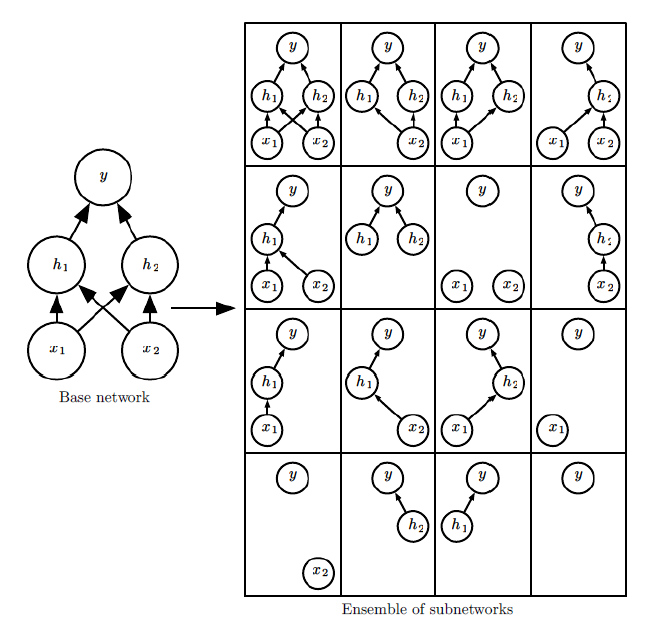 y
h₁ h₂
x₁ x₂
Base network
y y y y
h₁ h₂ h₁ h₂ h₁ h₂ h₂
x₁ x₂ x₂ x₁ x₁ x₂
y y y y
h₁ h₁ h₂ h₂
x₁ x₂ x₁ x₂ x₂
y y y y
h₁ h₁ h₂
x₁ x₂ x₁ x₁
y y y y
h₂ h₁
x₂
Ensemble of subnetworks